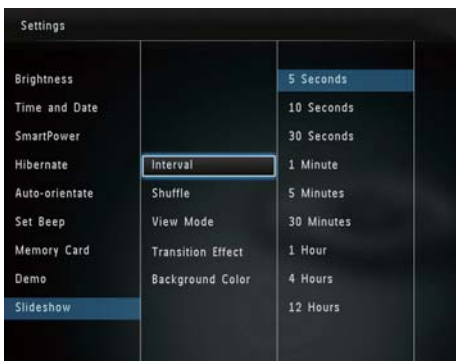 Settings
Brightness
Time and Date
SmartPower
Hibernate
Auto-orientate
Set Beep
Memory Card
Demo
Slideshow
Interval
Shuffle
View Mode
Transition Effect
Background Color
5 Seconds
10 Seconds
30 Seconds
1 Minute
5 Minutes
30 Minutes
1 Hour
4 Hours
12 Hours